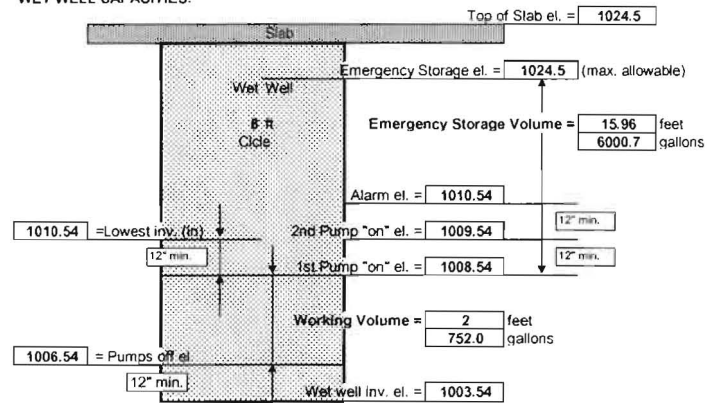 WET WELL CAPACITIES:
Top of Slab el. = 1024.5
Slab
Emergency Storage el. = 1024.5 (max. allowable)
Wet Well
8 ft
Cicle
Emergency Storage Volume = 15.96 feet
6000.7 gallons
Alarm el. = 1010.54
12" min.
1010.54 =Lowest inv. (in)
2nd Pump "on" el. = 1009.54
12" min.
12" min.
1st Pump "on" el. = 1008.54
Working Volume = 2 feet
752.0 gallons
1006.54 = Pumps off el
12" min.
Wet well inv. el. = 1003.54